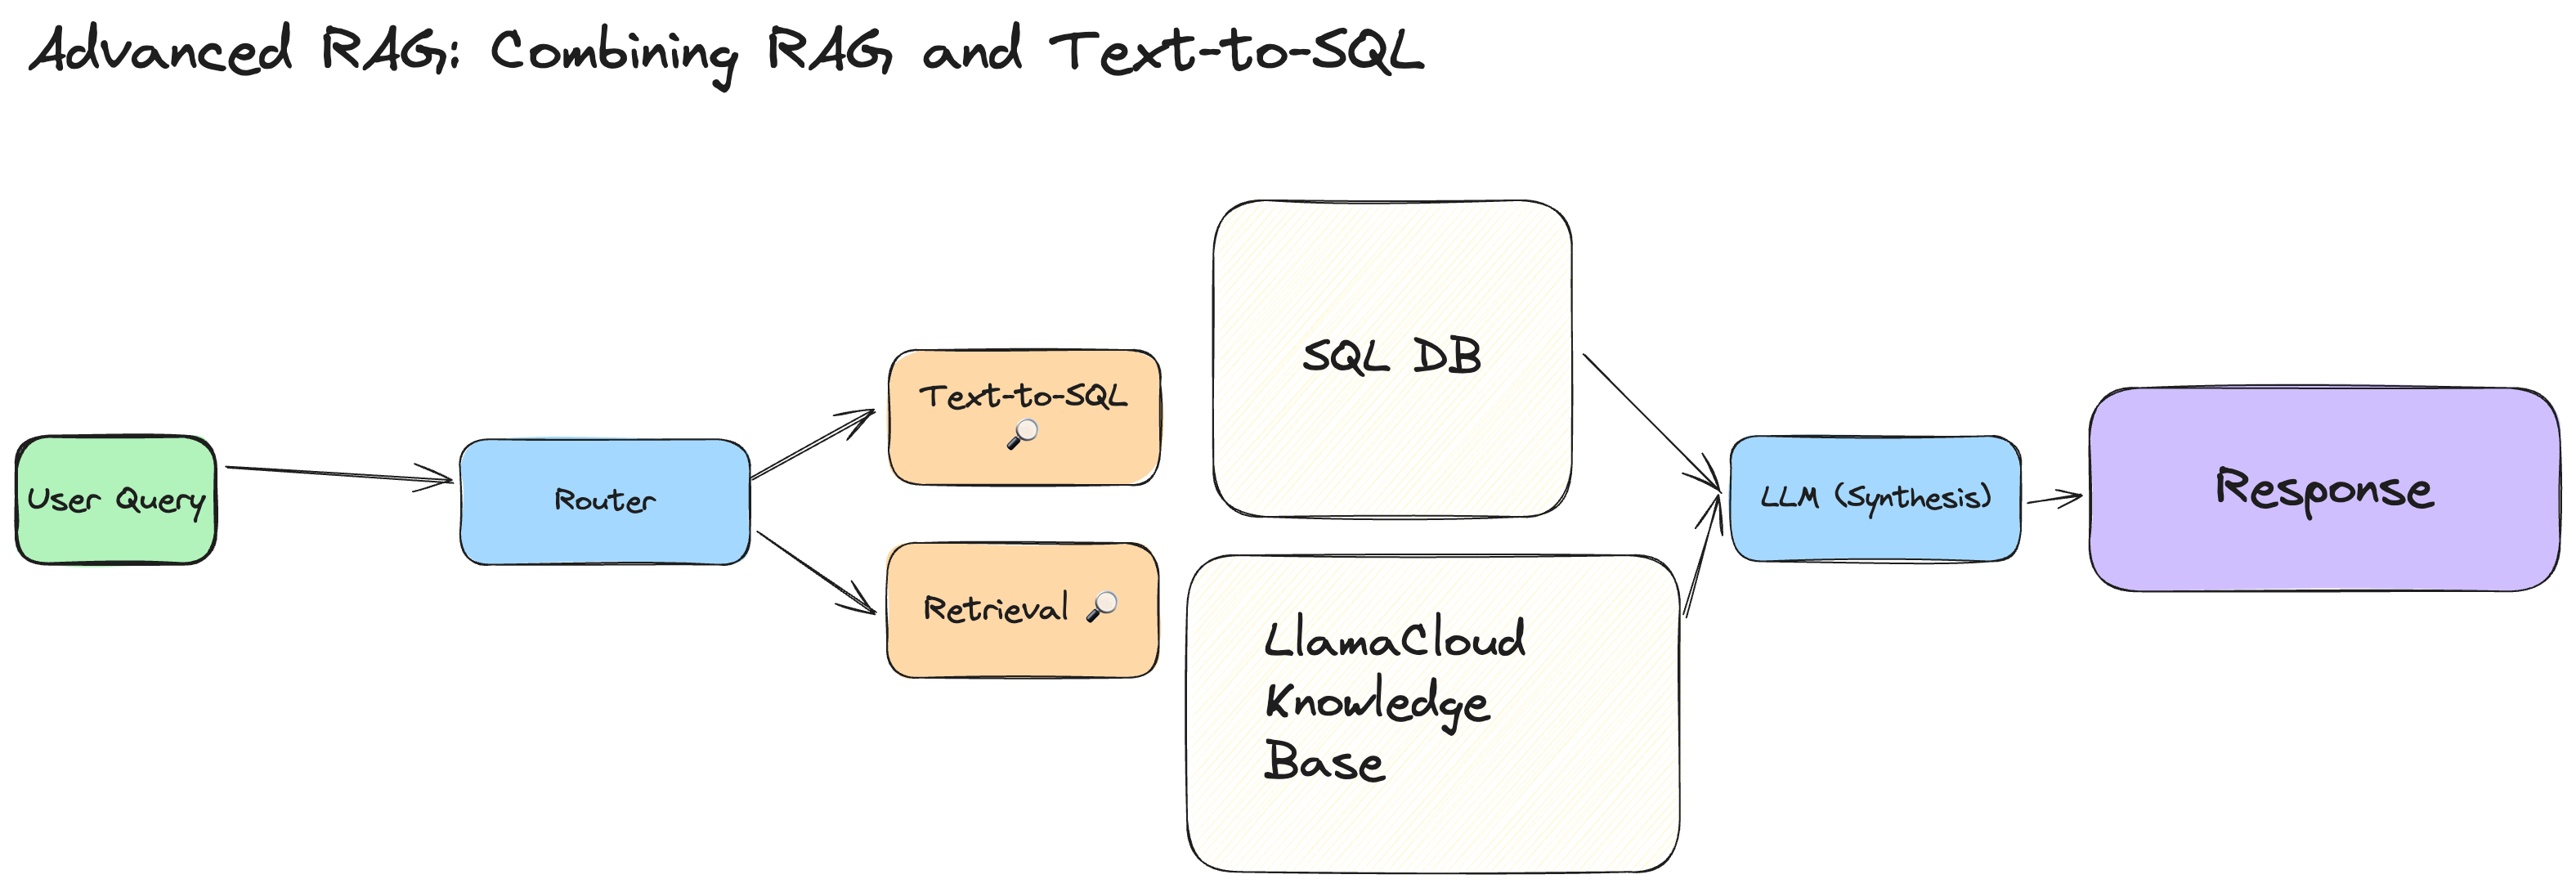 Advanced RAG: Combining RAG and Text-to-SQL
User Query
Router
Text-to-SQL
Retrieval
SQL DB
LlamaCloud
Knowledge
Base
LLM (Synthesis)
Response